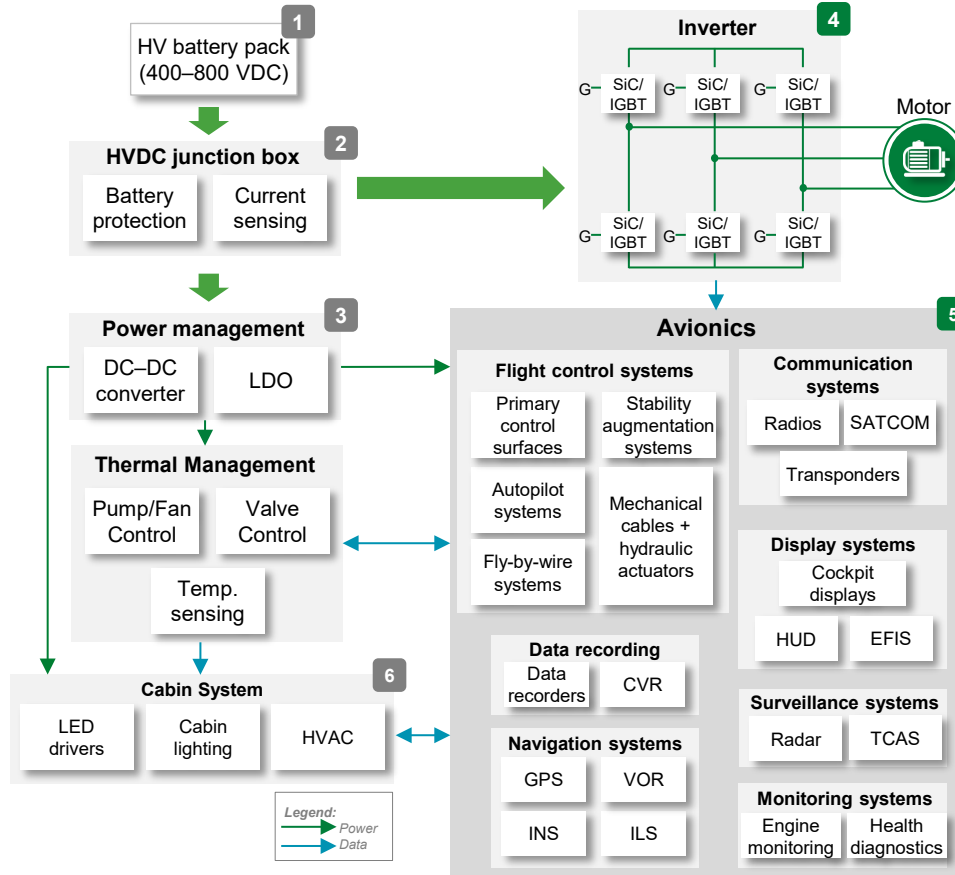 1
HV battery pack
(400–800 VDC)
2
HVDC junction box
Battery
protection
Current
sensing
3
Power management
DC–DC
converter
LDO
Thermal Management
Pump/Fan
Control
Valve
Control
Temp.
sensing
6
Cabin System
LED
drivers
Cabin
lighting
HVAC
Legend:
Power
Data
4
Inverter
G
SiC/
IGBT
G
SiC/
IGBT
G
SiC/
IGBT
Motor
G
SiC/
IGBT
G
SiC/
IGBT
G
SiC/
IGBT
5
Avionics
Flight control systems
Primary
control
surfaces
Stability
augmentation
systems
Autopilot
systems
Fly-by-wire
systems
Mechanical
cables +
hydraulic
actuators
Data recording
Data
recorders
CVR
Navigation systems
GPS
VOR
INS
ILS
Communication
systems
Radios
SATCOM
Transponders
Display systems
Cockpit
displays
HUD
EFIS
Surveillance systems
Radar
TCAS
Monitoring systems
Engine
monitoring
Health
diagnostics